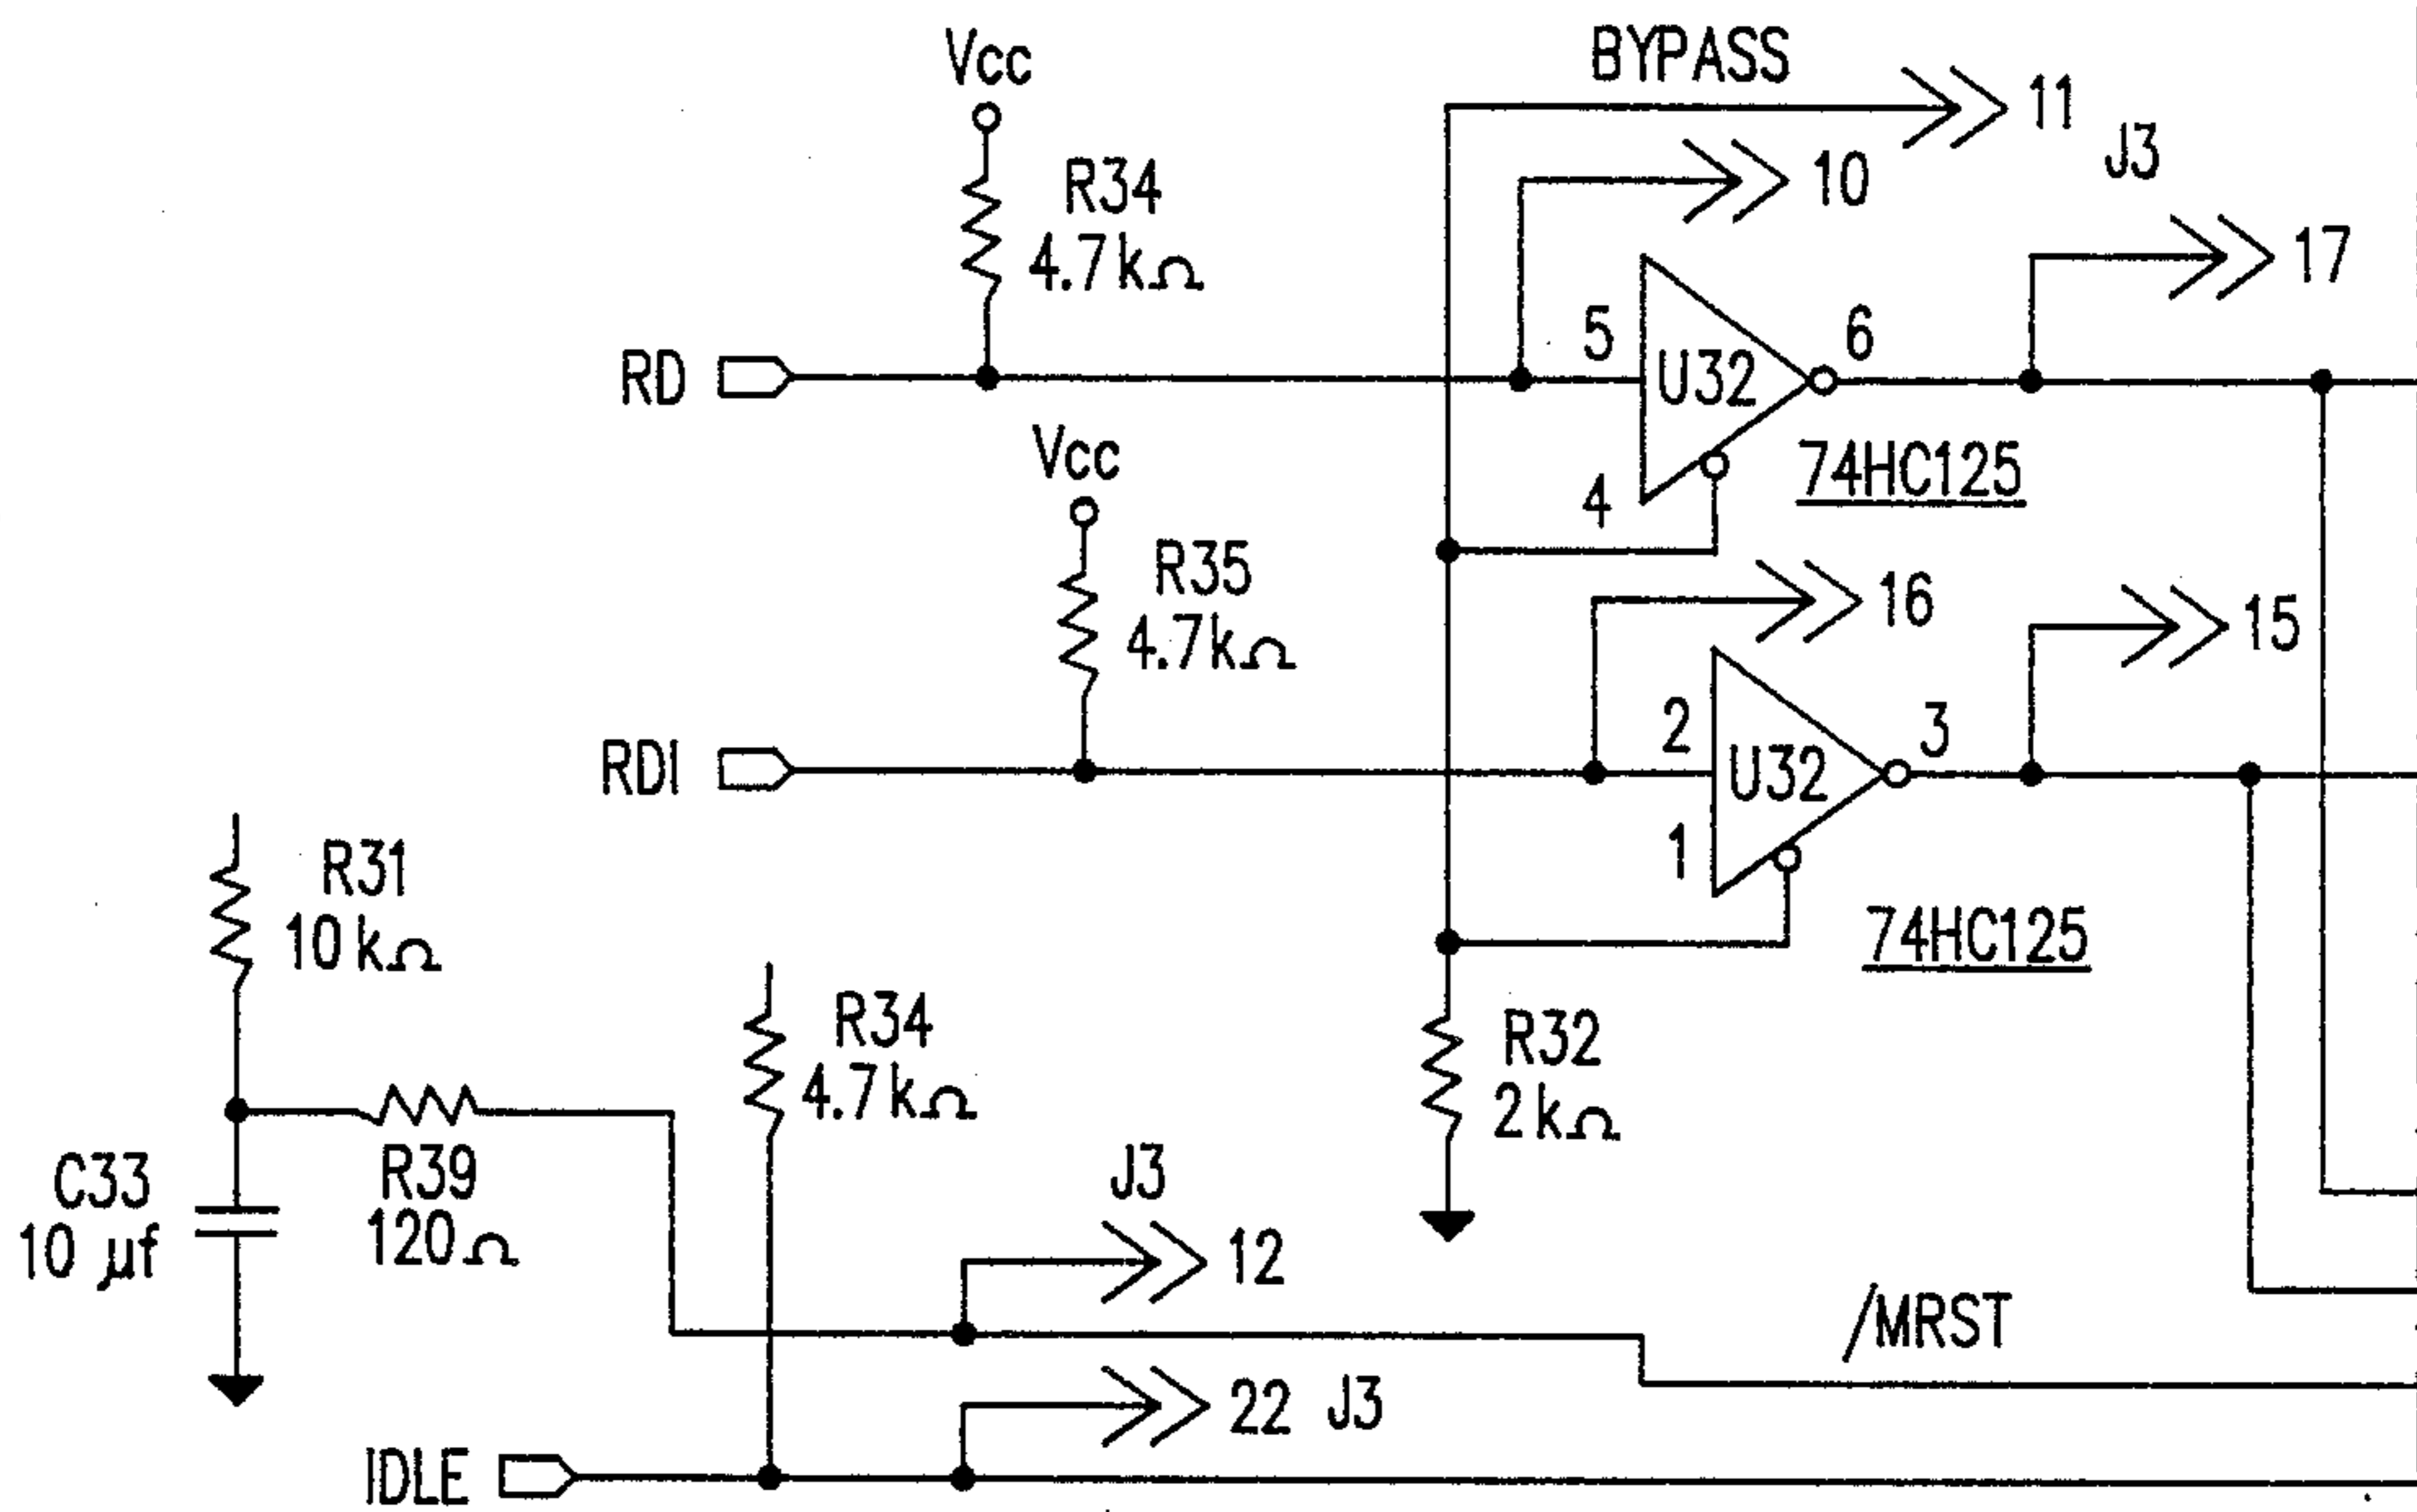 Vcc
BYPASS
11
J3
R34
4.7kΩ
10
17
RD
5
U32
6
74HC125
4
Vcc
R35
4.7kΩ
16
15
RDI
2
U32
3
1
74HC125
R31
10kΩ
R34
4.7kΩ
R32
2kΩ
C33
10 µf
R39
120Ω
J3
12
/MRST
22 J3
IDLE